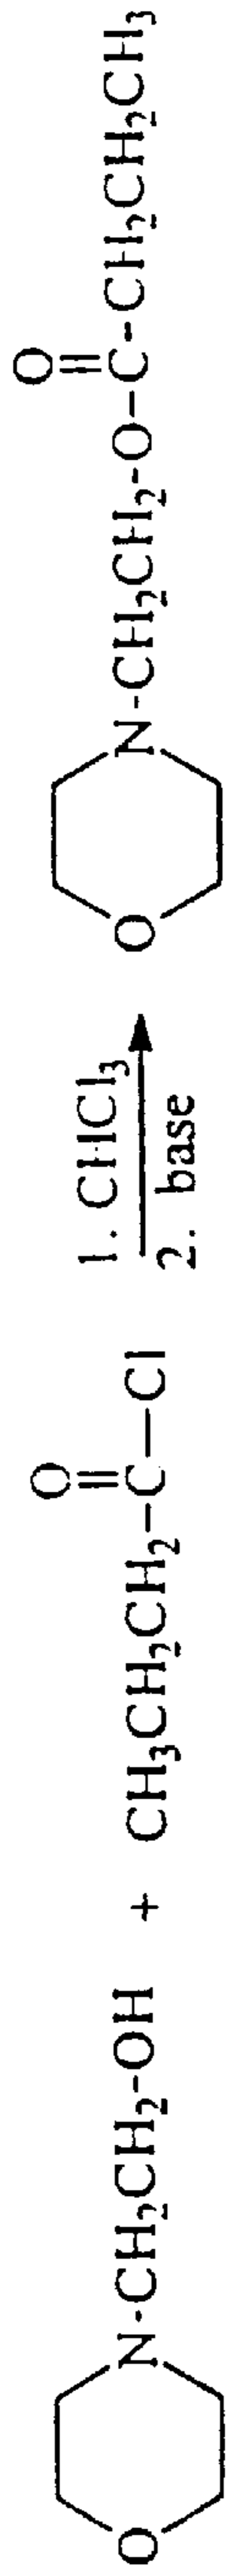 O N-CH₂CH₂-OH + CH₃CH₂CH₂-C(=O)-Cl
1. CHCl₃
2. base
O N-CH₂CH₂-O-C(=O)-CH₂CH₂CH₃